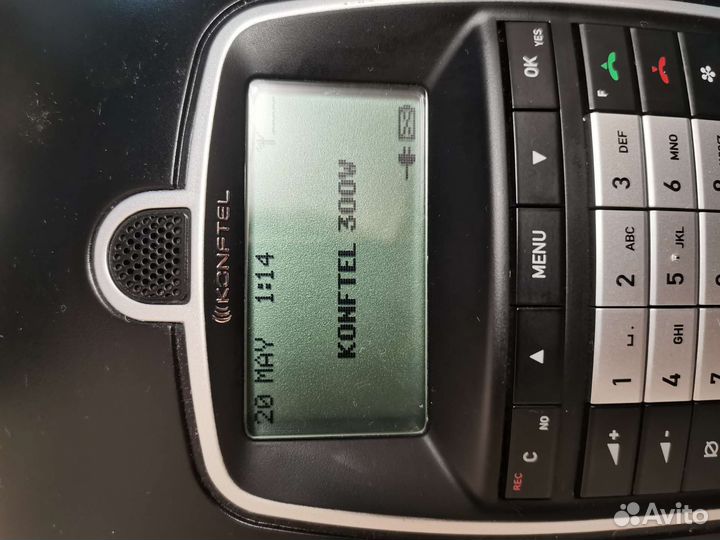 KONFTEL
20 MAY 1:14
KONFTEL 300W
REC C NO
MENU
OK YES
1
2 ABC
3 DEF
F
4 GHI
5 JKL
6 MNO
7
Avito